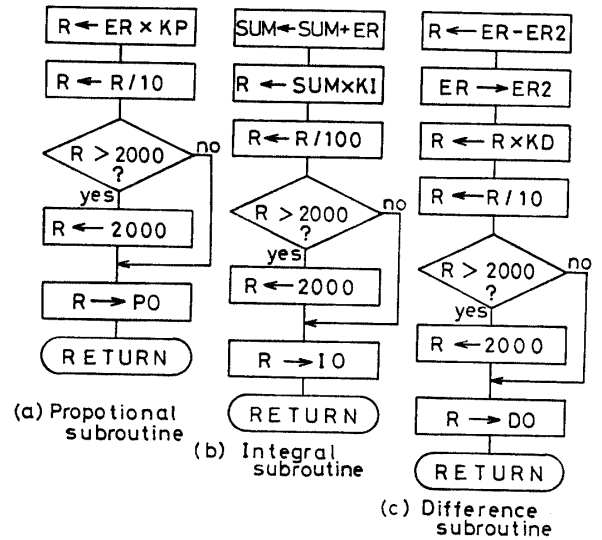 R ← ER × KP
R ← R/10
R > 2000
?
no
yes
R ← 2000
R → PO
RETURN
(a) Propotional
subroutine
SUM ← SUM + ER
R ← SUM×KI
R ← R/100
R > 2000
?
no
yes
R ← 2000
R → IO
RETURN
(b) Integral
subroutine
R ← ER - ER2
ER → ER2
R ← R×KD
R ← R/10
R > 2000
?
no
yes
R ← 2000
R → DO
RETURN
(c) Difference
subroutine